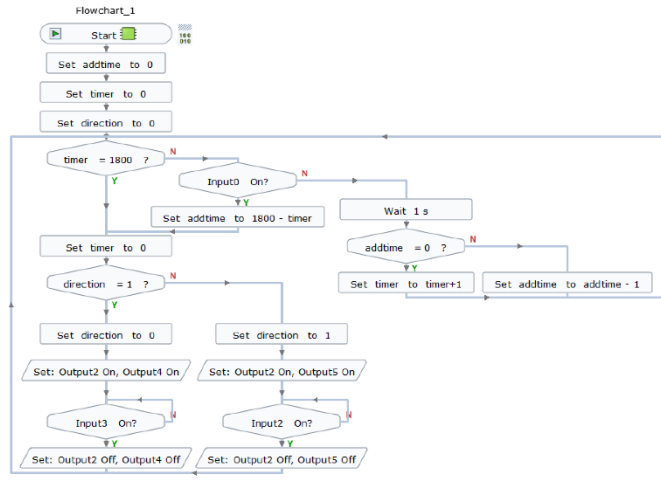 Flowchart_1
Start
100
010
Set addtime to 0
Set timer to 0
Set direction to 0
timer = 1800 ?
N
Y
Input0 On?
N
Y
Set addtime to 1800 - timer
Wait 1 s
addtime = 0 ?
N
Y
Set timer to timer+1
Set addtime to addtime - 1
Set timer to 0
direction = 1 ?
N
Y
Set direction to 0
Set direction to 1
Set: Output2 On, Output4 On
Set: Output2 On, Output5 On
Input3 On?
N
Y
Input2 On?
N
Y
Set: Output2 Off, Output4 Off
Set: Output2 Off, Output5 Off